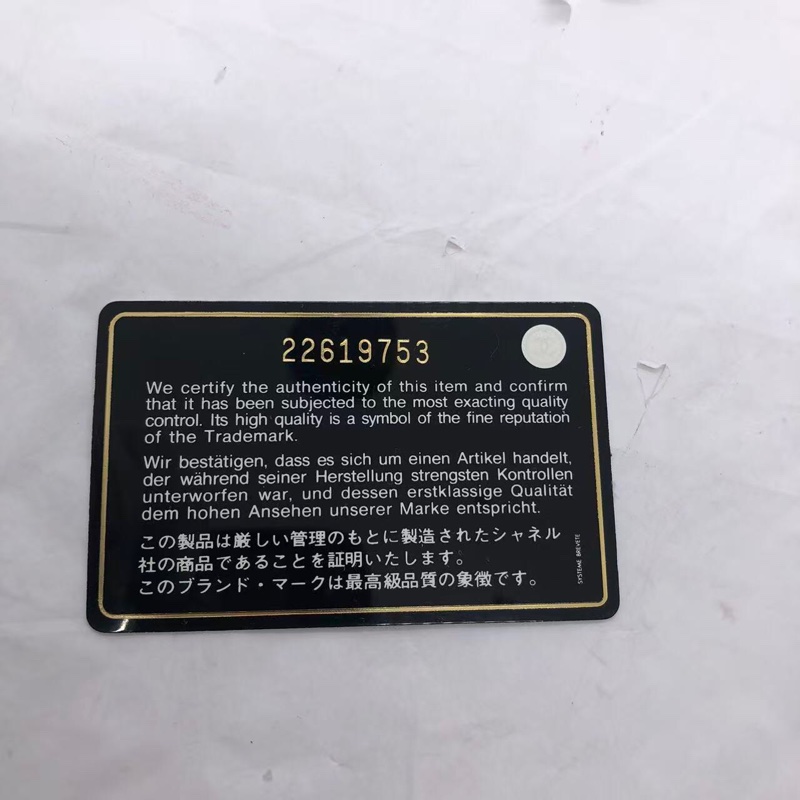 22619753
We certify the authenticity of this item and confirm
that it has been subjected to the most exacting quality
control. Its high quality is a symbol of the fine reputation
of the Trademark.
Wir bestätigen, dass es sich um einen Artikel handelt,
der während seiner Herstellung strengsten Kontrollen
unterworfen war, und dessen erstklassige Qualität
dem hohen Ansehen unserer Marke entspricht.
この製品は厳しい管理のもとに製造されたシャネル
社の商品であることを証明いたします。
このブランド・マークは最高級品質の象徴です。
SYSTEME BREVETE